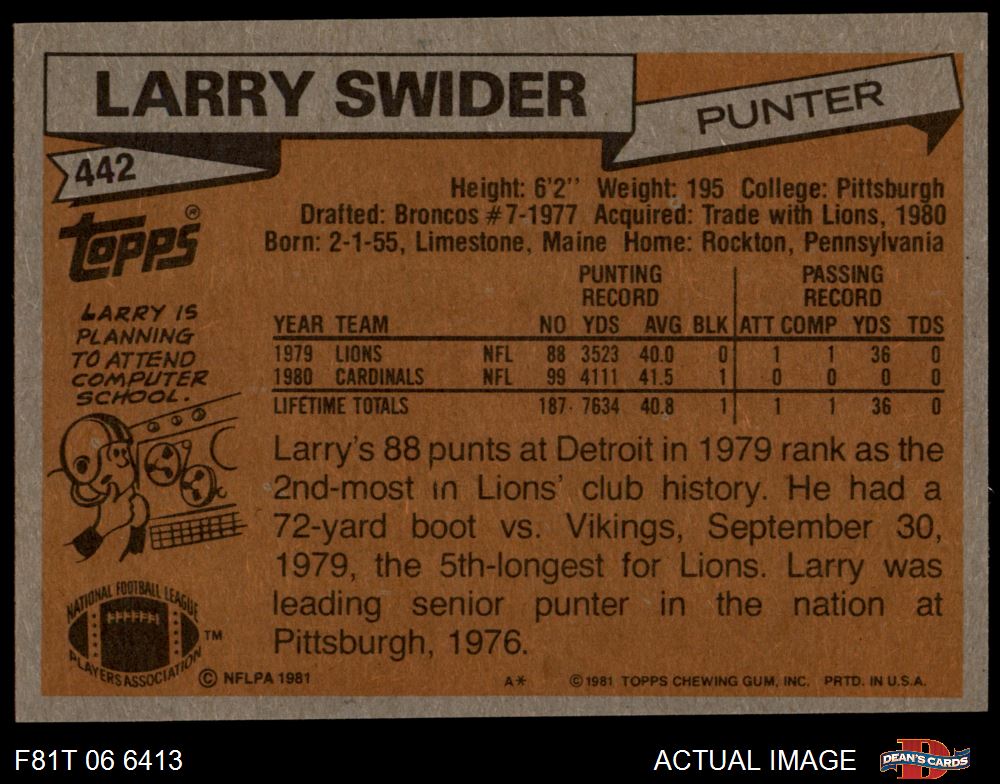 LARRY SWIDER
PUNTER
442
TOPPS®
Height: 6'2'' Weight: 195 College: Pittsburgh
Drafted: Broncos #7-1977 Acquired: Trade with Lions, 1980
Born: 2-1-55, Limestone, Maine Home: Rockton, Pennsylvania
PUNTING RECORD PASSING RECORD
YEAR TEAM NO YDS AVG BLK ATT COMP YDS TDS
1979 LIONS NFL 88 3523 40.0 0 1 1 36 0
1980 CARDINALS NFL 99 4111 41.5 1 0 0 0 0
LIFETIME TOTALS 187 7634 40.8 1 1 1 36 0
LARRY IS
PLANNING
TO ATTEND
COMPUTER
SCHOOL.
Larry's 88 punts at Detroit in 1979 rank as the
2nd-most in Lions' club history. He had a
72-yard boot vs. Vikings, September 30,
1979, the 5th-longest for Lions. Larry was
leading senior punter in the nation at
Pittsburgh, 1976.
NATIONAL FOOTBALL LEAGUE
PLAYERS ASSOCIATION
TM
© NFLPA 1981
A*
© 1981 TOPPS CHEWING GUM, INC. PRTD. IN U.S.A.
F81T 06 6413
ACTUAL IMAGE
DEAN'S CARDS